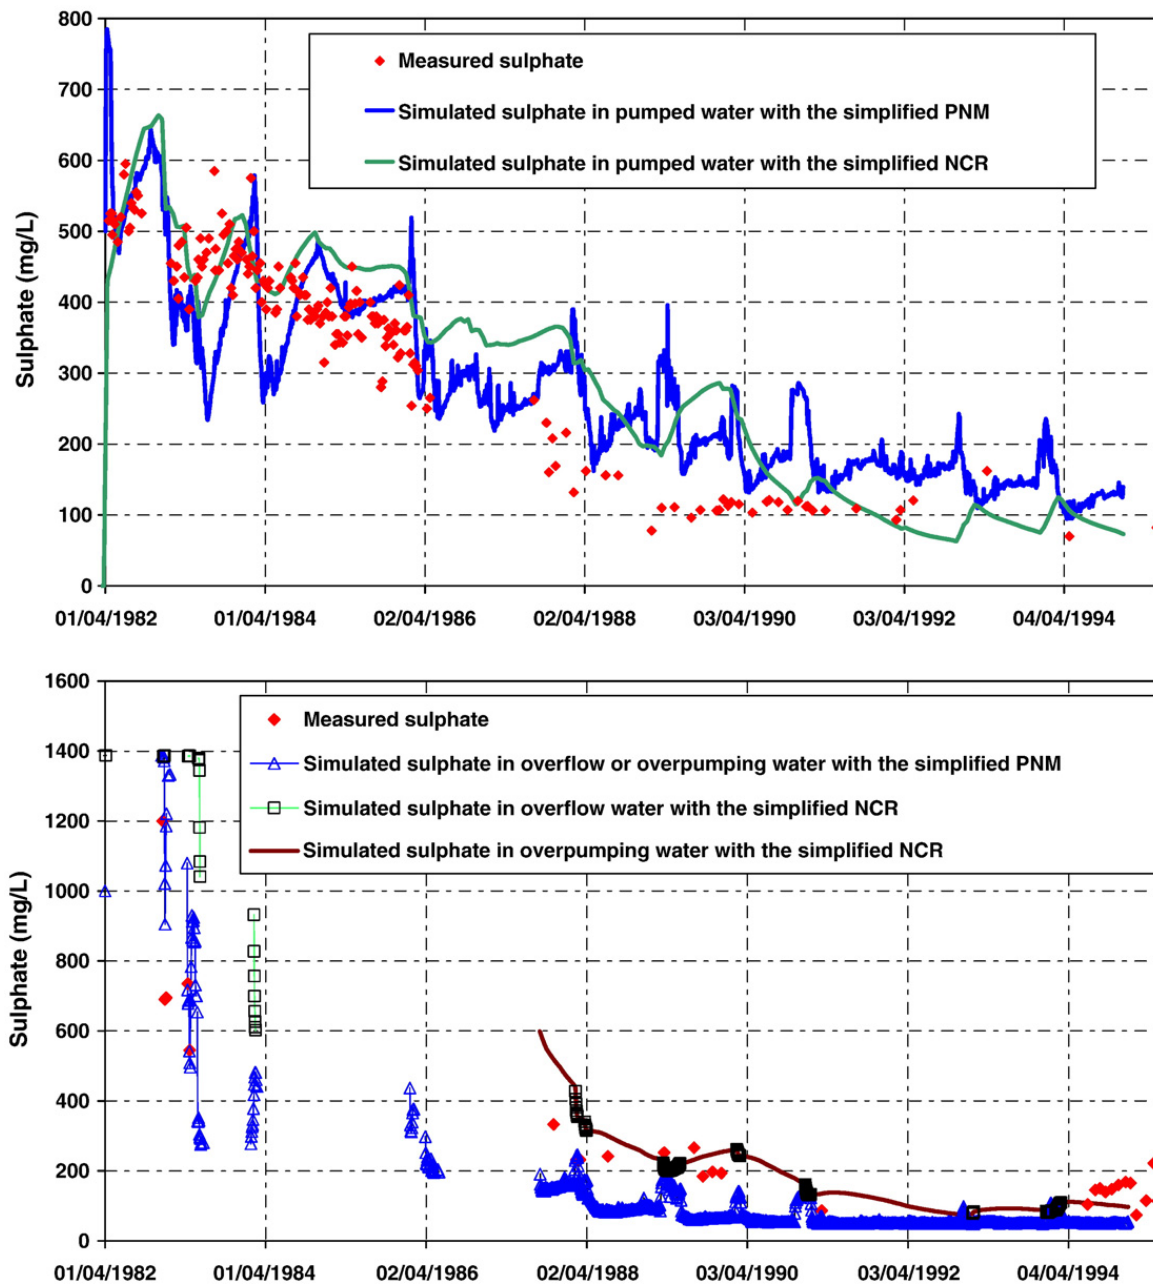 800
700
600
500
400
300
200
100
0
Sulphate (mg/L)
Measured sulphate
Simulated sulphate in pumped water with the simplified PNM
Simulated sulphate in pumped water with the simplified NCR
01/04/1982 01/04/1984 02/04/1986 02/04/1988 03/04/1990 03/04/1992 04/04/1994
1600
1400
1200
1000
800
600
400
200
0
Sulphate (mg/L)
Measured sulphate
Simulated sulphate in overflow or overpumping water with the simplified PNM
Simulated sulphate in overflow water with the simplified NCR
Simulated sulphate in overpumping water with the simplified NCR
01/04/1982 01/04/1984 02/04/1986 02/04/1988 03/04/1990 03/04/1992 04/04/1994